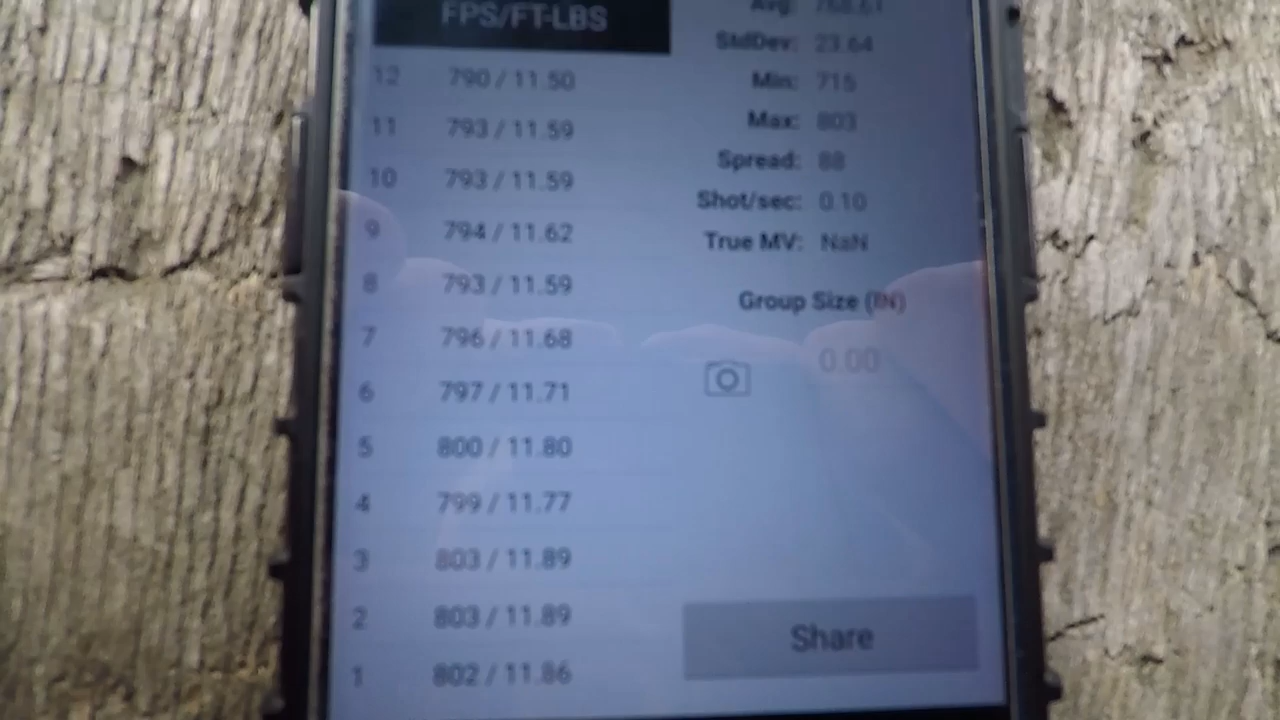 FPS/FT-LBS
12 790 / 11.50
11 793 / 11.59
10 793 / 11.59
9 794 / 11.62
8 793 / 11.59
7 796 / 11.68
6 797 / 11.71
5 800 / 11.80
4 799 / 11.77
3 803 / 11.89
2 803 / 11.89
1 802 / 11.86
Avg:
StdDev: 23.64
Min: 715
Max: 803
Spread: 88
Shot/sec: 0.10
True MV: NaN
Group Size (IN)
0.00
Share